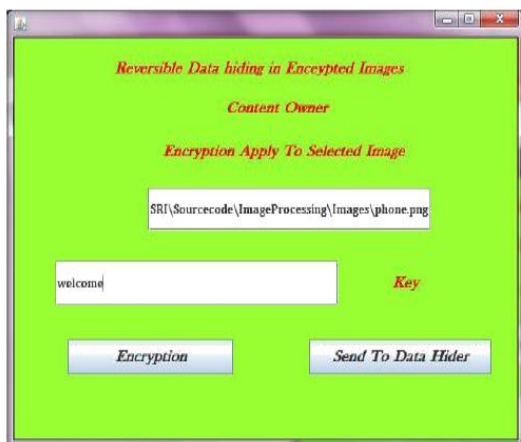 Reversible Data hiding in Enceypted Images
Content Owner
Encryption Apply To Selected Image
SRI\Sourcecode\ImageProcessing\Images\phone.png
welcome
Key
Encryption
Send To Data Hider